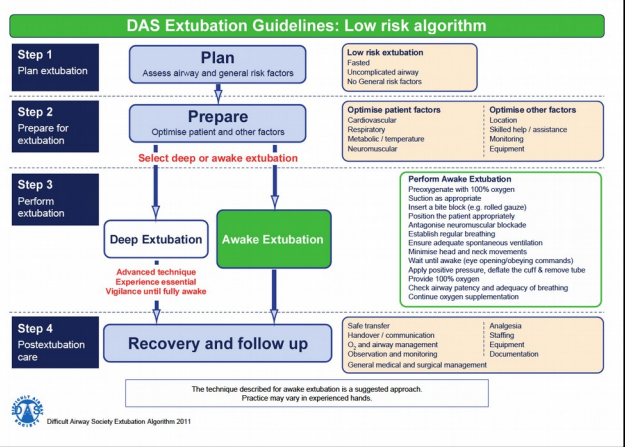 DAS Extubation Guidelines: Low risk algorithm
Step 1
Plan extubation
Plan
Assess airway and general risk factors
Low risk extubation
Fasted
Uncomplicated airway
No General risk factors
Step 2
Prepare for
extubation
Prepare
Optimise patient and other factors
Optimise patient factors
Cardiovascular
Respiratory
Metabolic / temperature
Neuromuscular
Optimise other factors
Location
Skilled help / assistance
Monitoring
Equipment
Select deep or awake extubation
Step 3
Perform
extubation
Deep Extubation
Advanced technique
Experience essential
Vigilance until fully awake
Awake Extubation
Perform Awake Extubation
Preoxygenate with 100% oxygen
Suction as appropriate
Insert a bite block (e.g. rolled gauze)
Position the patient appropriately
Antagonise neuromuscular blockade
Establish regular breathing
Ensure adequate spontaneous ventilation
Minimise head and neck movements
Wait until awake (eye opening/obeying commands)
Apply positive pressure, deflate the cuff & remove tube
Provide 100% oxygen
Check airway patency and adequacy of breathing
Continue oxygen supplementation
Step 4
Postextubation
care
Recovery and follow up
Safe transfer
Handover / communication
O₂ and airway management
Observation and monitoring
General medical and surgical management
Analgesia
Staffing
Equipment
Documentation
The technique described for awake extubation is a suggested approach.
Practice may vary in experienced hands.
DIFFICULT AIRWAY
DAS
SOCIETY
Difficult Airway Society Extubation Algorithm 2011